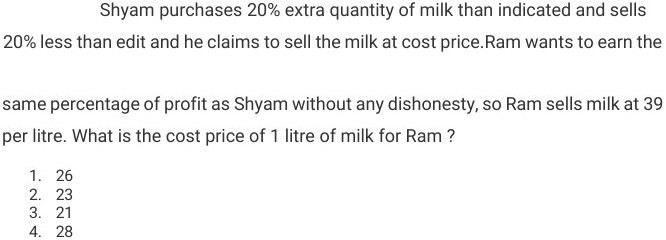 Shyam purchases 20% extra quantity of milk than indicated and sells
20% less than edit and he claims to sell the milk at cost price.Ram wants to earn the
same percentage of profit as Shyam without any dishonesty, so Ram sells milk at 39
per litre. What is the cost price of 1 litre of milk for Ram ?
1. 26
2. 23
3. 21
4. 28